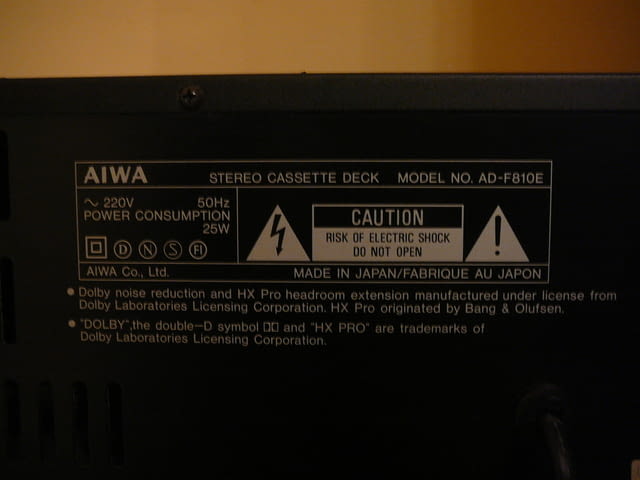 AIWA STEREO CASSETTE DECK MODEL NO. AD-F810E
~ 220V 50Hz
POWER CONSUMPTION
25W
D N S FI
CAUTION
RISK OF ELECTRIC SHOCK
DO NOT OPEN
AIWA Co., Ltd. MADE IN JAPAN/FABRIQUE AU JAPON
• Dolby noise reduction and HX Pro headroom extension manufactured under license from
Dolby Laboratories Licensing Corporation. HX Pro originated by Bang & Olufsen.
• "DOLBY",the double-D symbol and "HX PRO" are trademarks of
Dolby Laboratories Licensing Corporation.